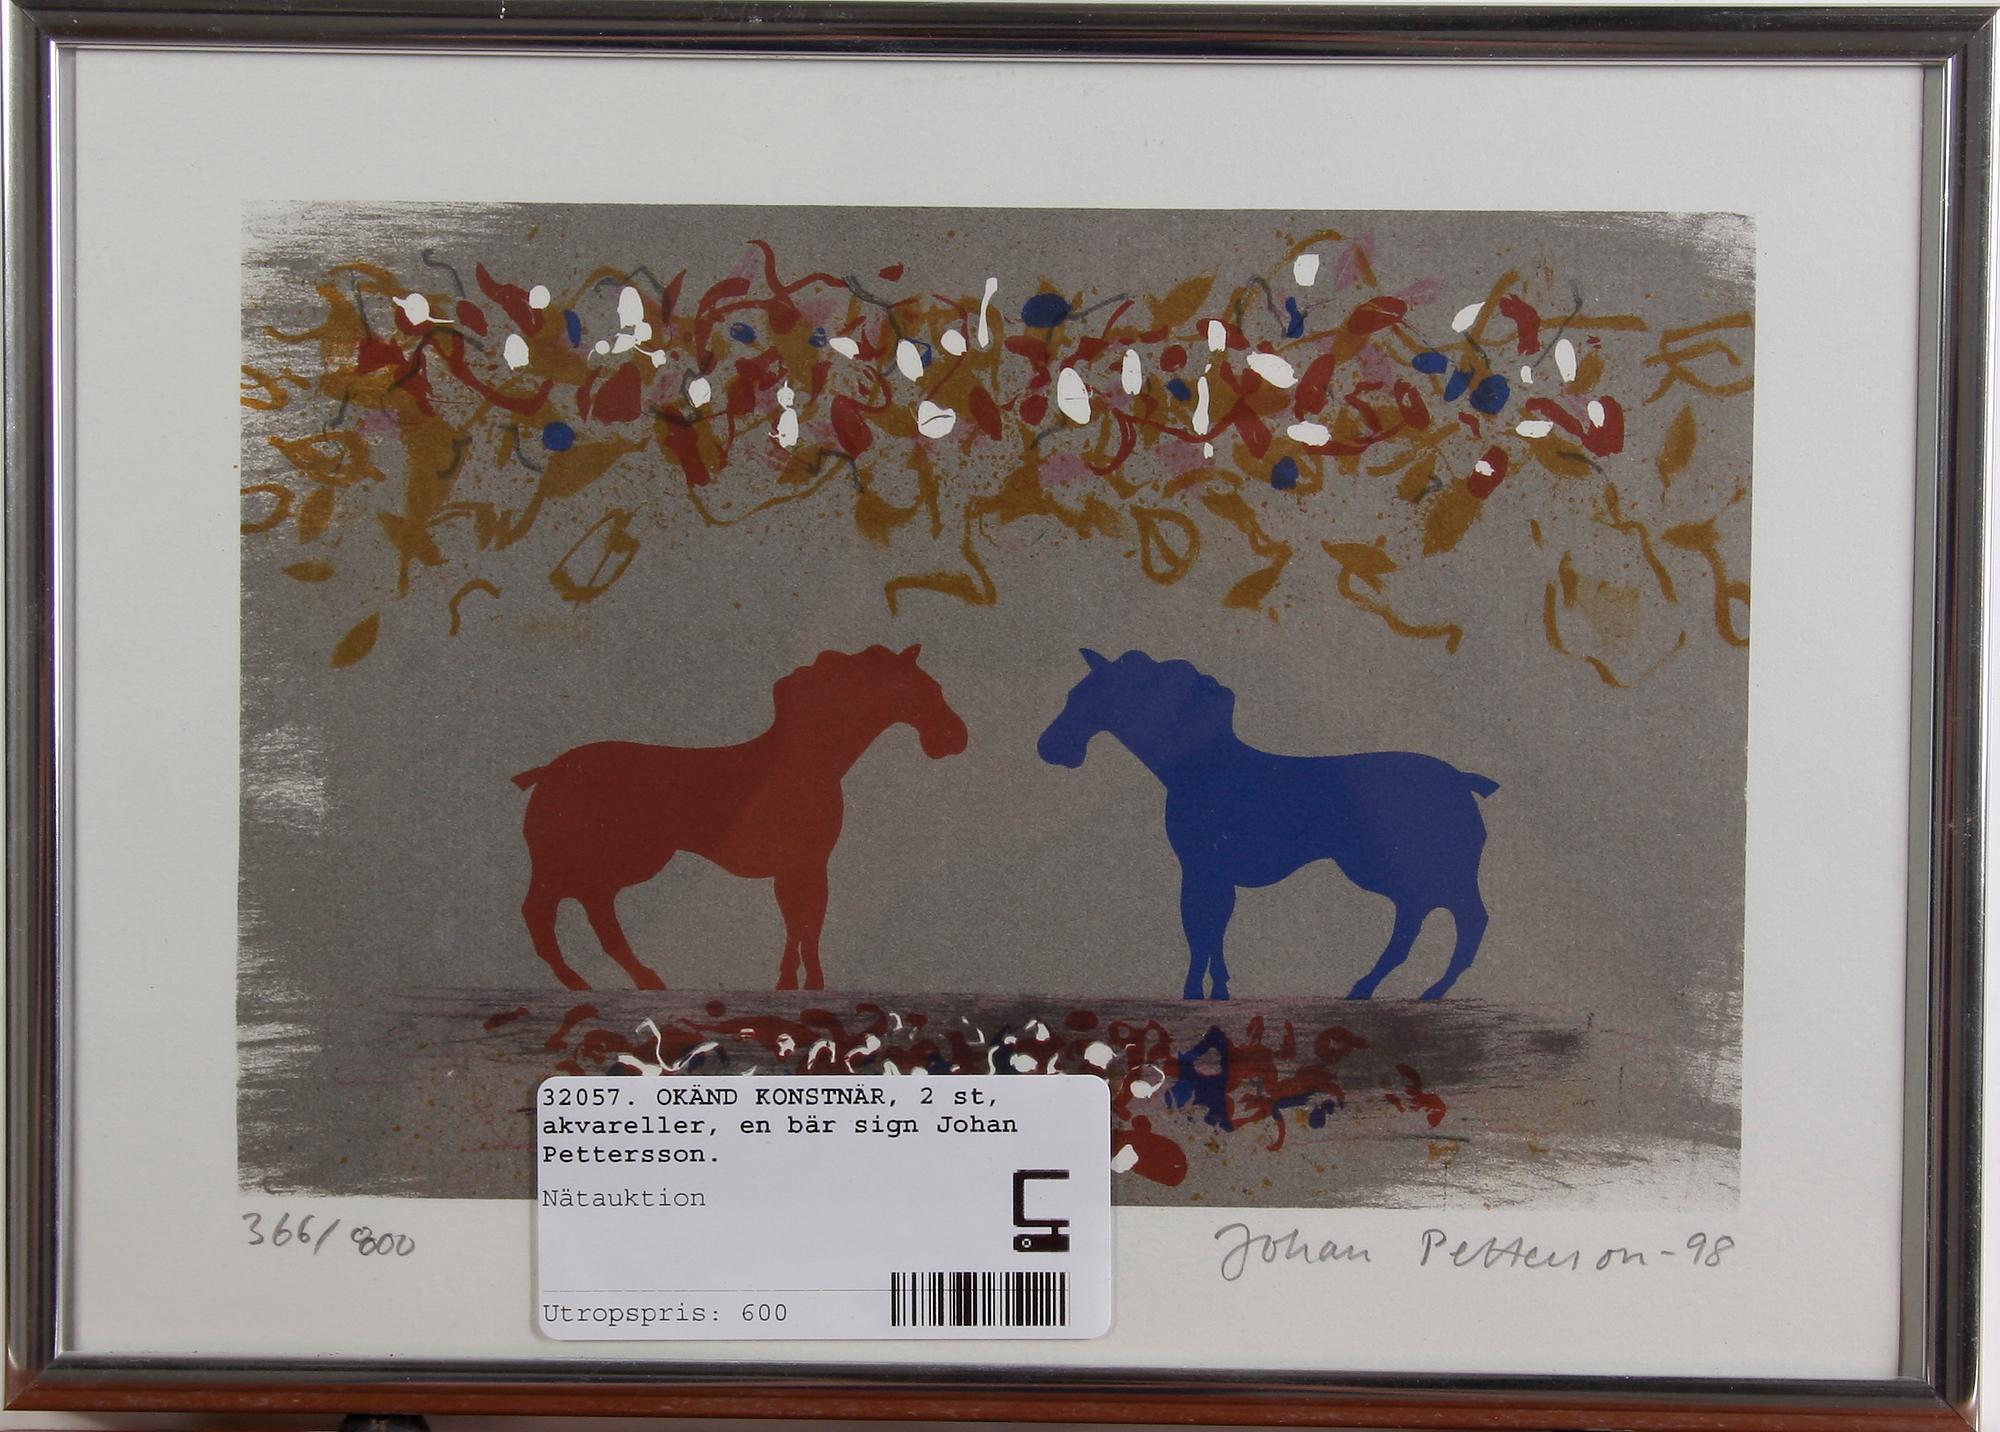 32057. OKÄND KONSTNÄR, 2 st,
akvareller, en bär sign Johan
Pettersson.
Nätauktion
Utropspris: 600
366/800
Johan Petterson-98